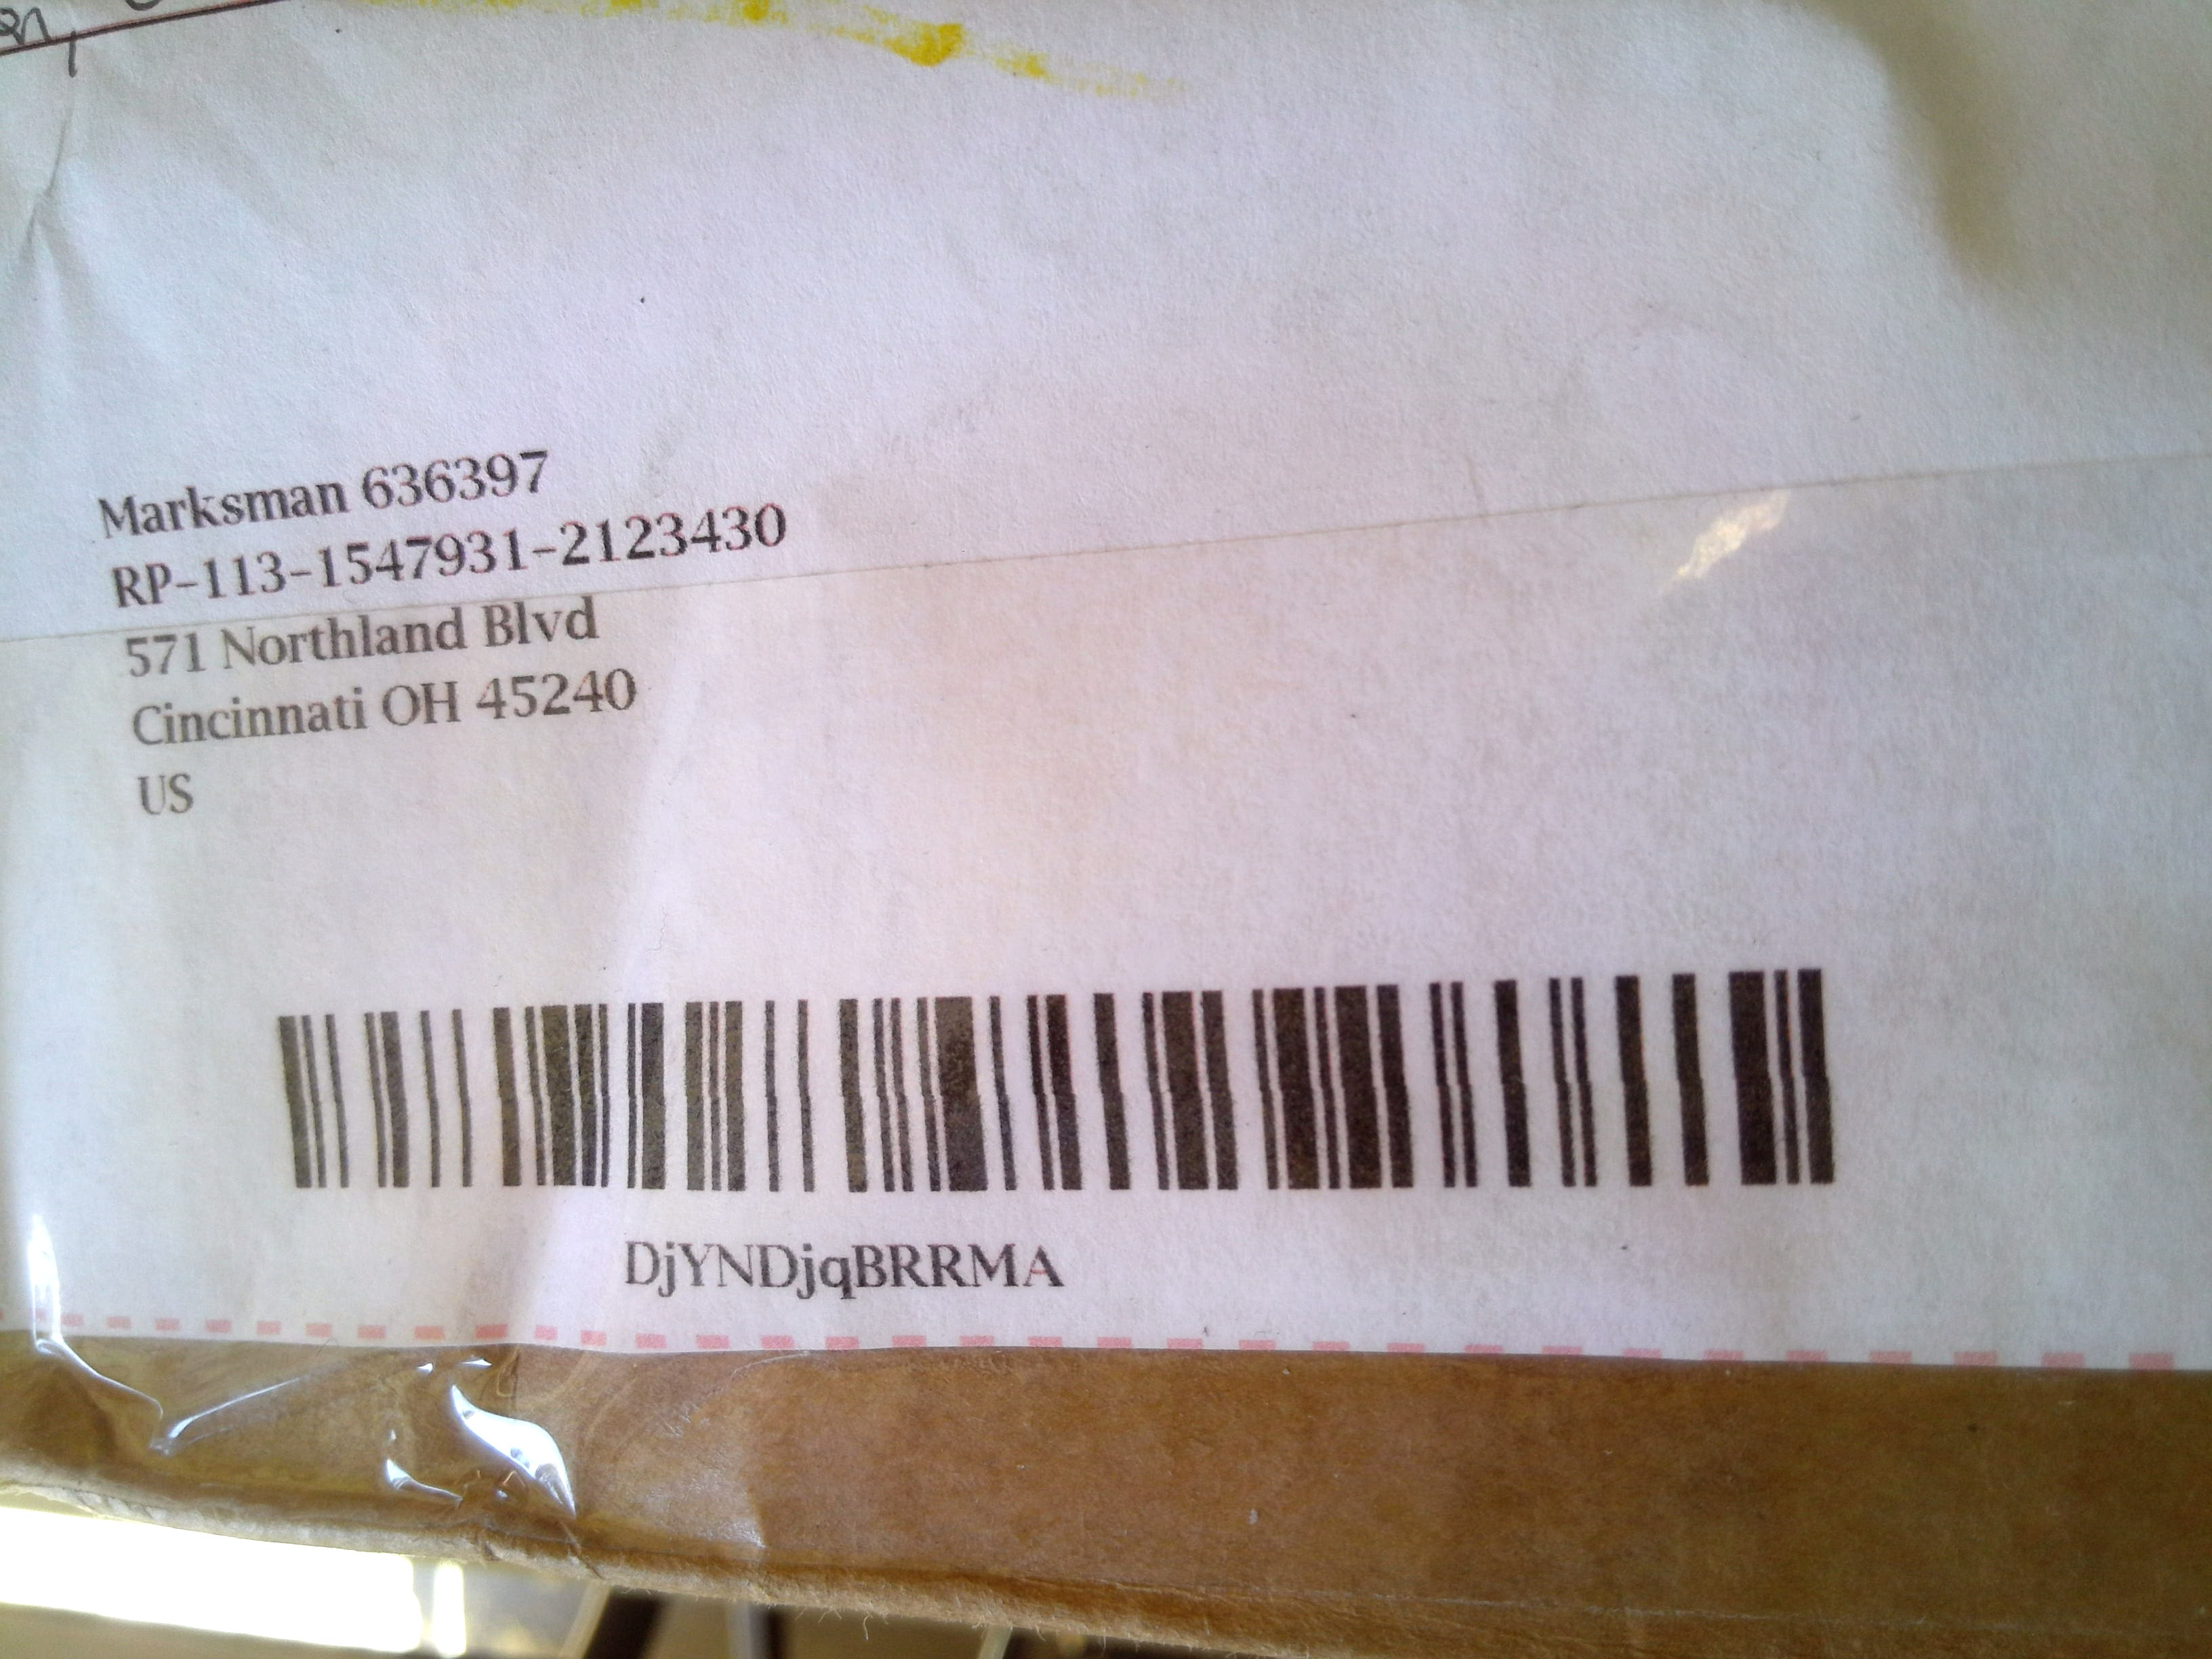 Marksman 636397
RP-113-1547931-2123430
571 Northland Blvd
Cincinnati OH 45240
US
DjYNDjqBRRMA